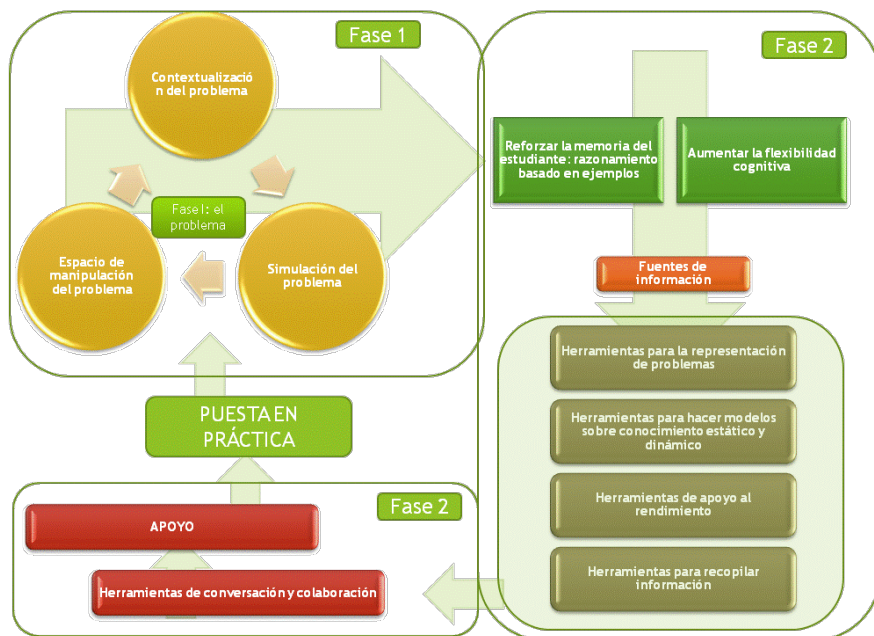 Fase 1
Contextualizació
n del problema
Fase I: el
problema
Espacio de
manipulación
del problema
Simulación del
problema
Fase 2
Reforzar la memoria del
estudiante: razonamiento
basado en ejemplos
Aumentar la flexibilidad
cognitiva
Fuentes de
información
Herramientas para la representación
de problemas
Herramientas para hacer modelos
sobre conocimiento estático y
dinámico
Herramientas de apoyo al
rendimiento
Herramientas para recopilar
información
PUESTA EN
PRÁCTICA
Fase 2
APOYO
Herramientas de conversación y colaboración